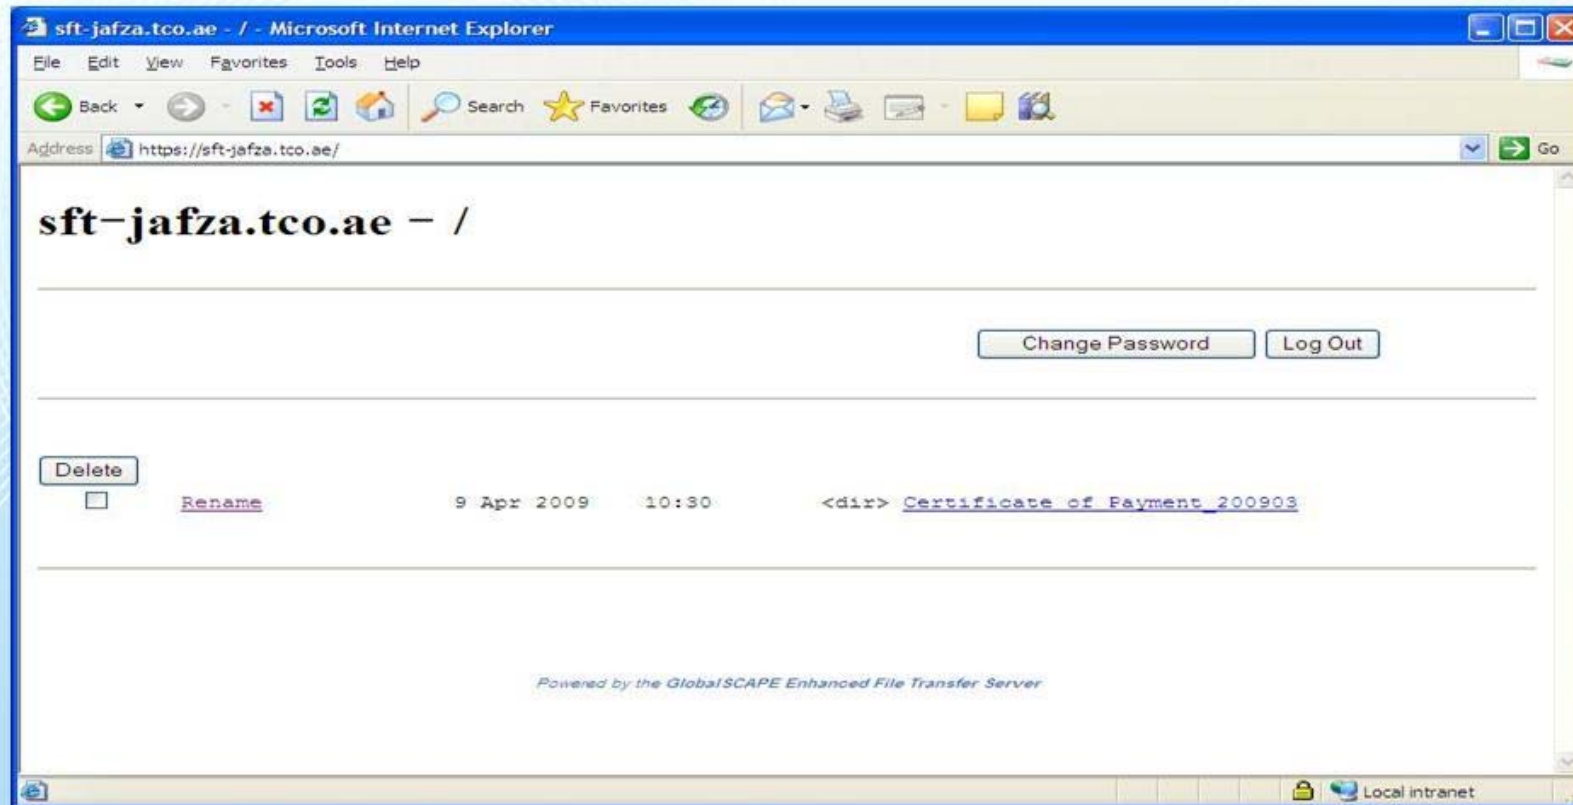 sft-jafza.tco.ae - / - Microsoft Internet Explorer
File Edit View Favorites Tools Help
Back Search Favorites
Address https://sft-jafza.tco.ae/ Go
sft-jafza.tco.ae - /
Change Password Log Out
Delete
Rename 9 Apr 2009 10:30 <dir> Certificate of Payment_200903
Powered by the GlobalSCAPE Enhanced File Transfer Server
Local intranet